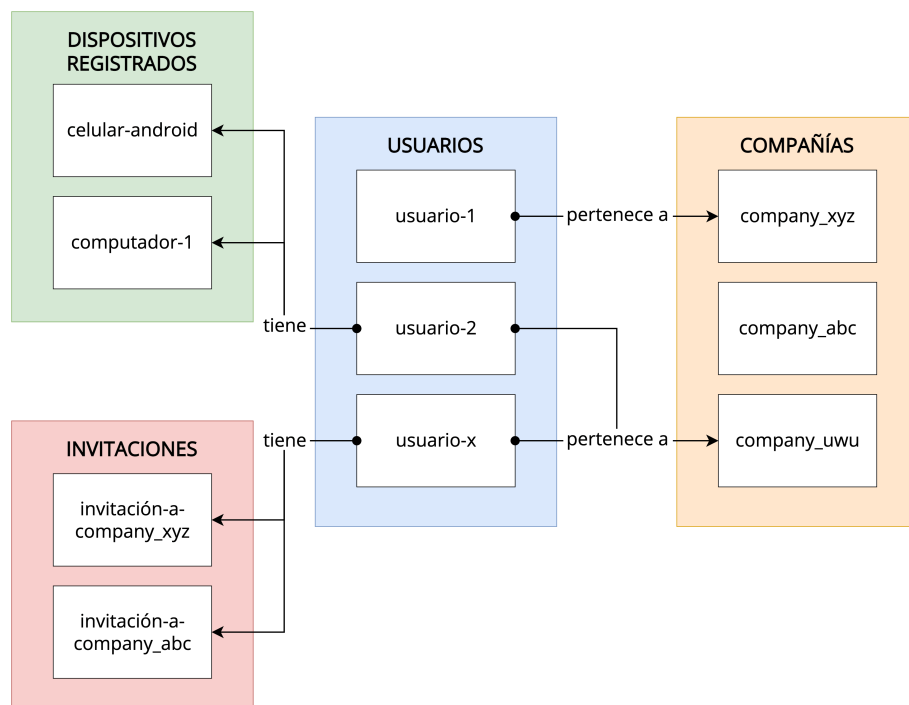 DISPOSITIVOS
REGISTRADOS
celular-android
computador-1
tiene
INVITACIONES
invitación-a-
company_xyz
invitación-a-
company_abc
tiene
USUARIOS
usuario-1
usuario-2
usuario-x
pertenece a
pertenece a
COMPAÑÍAS
company_xyz
company_abc
company_uwu